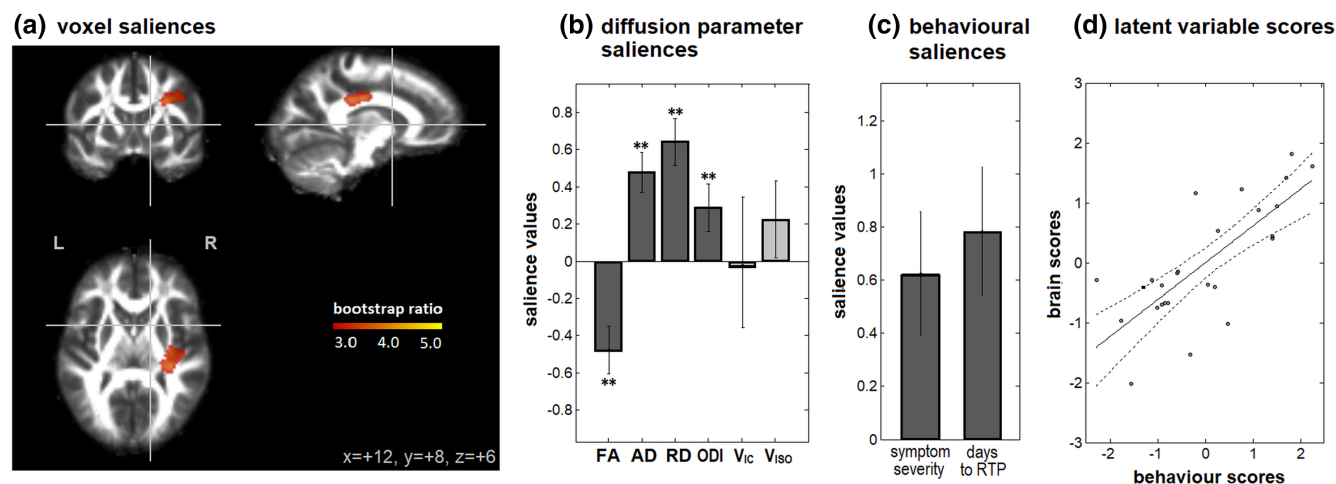 (a) voxel saliences
L R
bootstrap ratio
3.0 4.0 5.0
x=+12, y=+8, z=+6
(b) diffusion parameter
saliences
salience values
0.8
0.6
0.4
0.2
0
-0.2
-0.4
-0.6
-0.8
**
**
**
**
FA AD RD ODI VIC VISO
(c) behavioural
saliences
salience values
1.2
1
0.8
0.6
0.4
0.2
0
symptom
severity
days
to RTP
(d) latent variable scores
brain scores
3
2
1
0
-1
-2
-3
-2 -1 0 1 2
behaviour scores